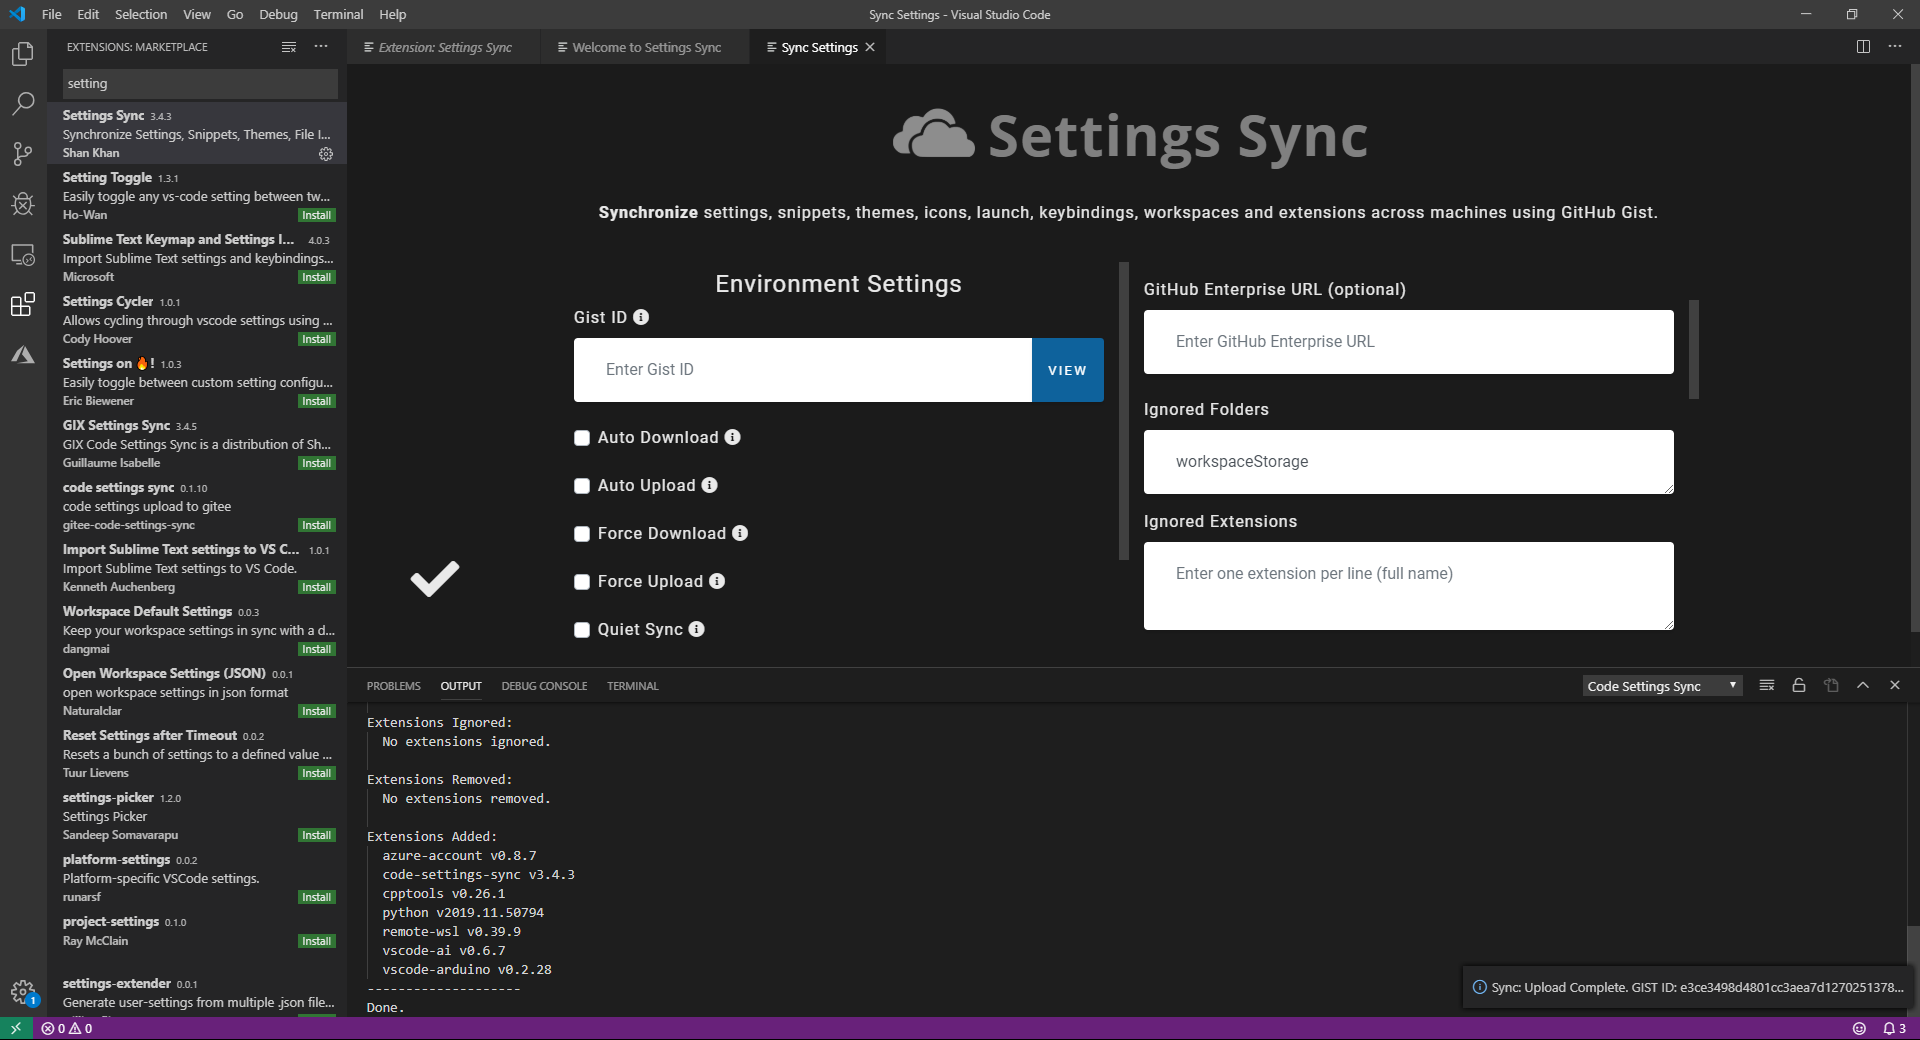 File Edit Selection View Go Debug Terminal Help
Sync Settings - Visual Studio Code
EXTENSIONS: MARKETPLACE
setting
Settings Sync 3.4.3
Synchronize Settings, Snippets, Themes, File I...
Shan Khan
Setting Toggle 1.3.1
Easily toggle any vs-code setting between tw...
Ho-Wan Install
Sublime Text Keymap and Settings I... 4.0.3
Import Sublime Text settings and keybindings...
Microsoft Install
Settings Cycler 1.0.1
Allows cycling through vscode settings using ...
Cody Hoover Install
Settings on 🔥! 1.0.3
Easily toggle between custom setting configu...
Eric Biewener Install
GIX Settings Sync 3.4.5
GIX Code Settings Sync is a distribution of Sh...
Guillaume Isabelle Install
code settings sync 0.1.10
code settings upload to gitee
gitee-code-settings-sync Install
Import Sublime Text settings to VS C... 1.0.1
Import Sublime Text settings to VS Code.
Kenneth Auchenberg Install
Workspace Default Settings 0.0.3
Keep your workspace settings in sync with a d...
dangmai Install
Open Workspace Settings (JSON) 0.0.1
open workspace settings in json format
Naturalclar Install
Reset Settings after Timeout 0.0.2
Resets a bunch of settings to a defined value ...
Tuur Lievens Install
settings-picker 1.2.0
Settings Picker
Sandeep Somavarapu Install
platform-settings 0.0.2
Platform-specific VSCode settings.
runarsf Install
project-settings 0.1.0
Ray McClain Install
settings-extender 0.0.1
Generate user-settings from multiple .json file...
Extension: Settings Sync
Welcome to Settings Sync
Sync Settings
Settings Sync
Synchronize settings, snippets, themes, icons, launch, keybindings, workspaces and extensions across machines using GitHub Gist.
Environment Settings
Gist ID
Enter Gist ID VIEW
Auto Download
Auto Upload
Force Download
Force Upload
Quiet Sync
GitHub Enterprise URL (optional)
Enter GitHub Enterprise URL
Ignored Folders
workspaceStorage
Ignored Extensions
Enter one extension per line (full name)
PROBLEMS OUTPUT DEBUG CONSOLE TERMINAL
Code Settings Sync
Extensions Ignored:
No extensions ignored.
Extensions Removed:
No extensions removed.
Extensions Added:
azure-account v0.8.7
code-settings-sync v3.4.3
cpptools v0.26.1
python v2019.11.50794
remote-wsl v0.39.9
vscode-ai v0.6.7
vscode-arduino v0.2.28
--------------------
Done.
Sync: Upload Complete. GIST ID: e3ce3498d4801cc3aea7d1270251378...
1
0 0
3